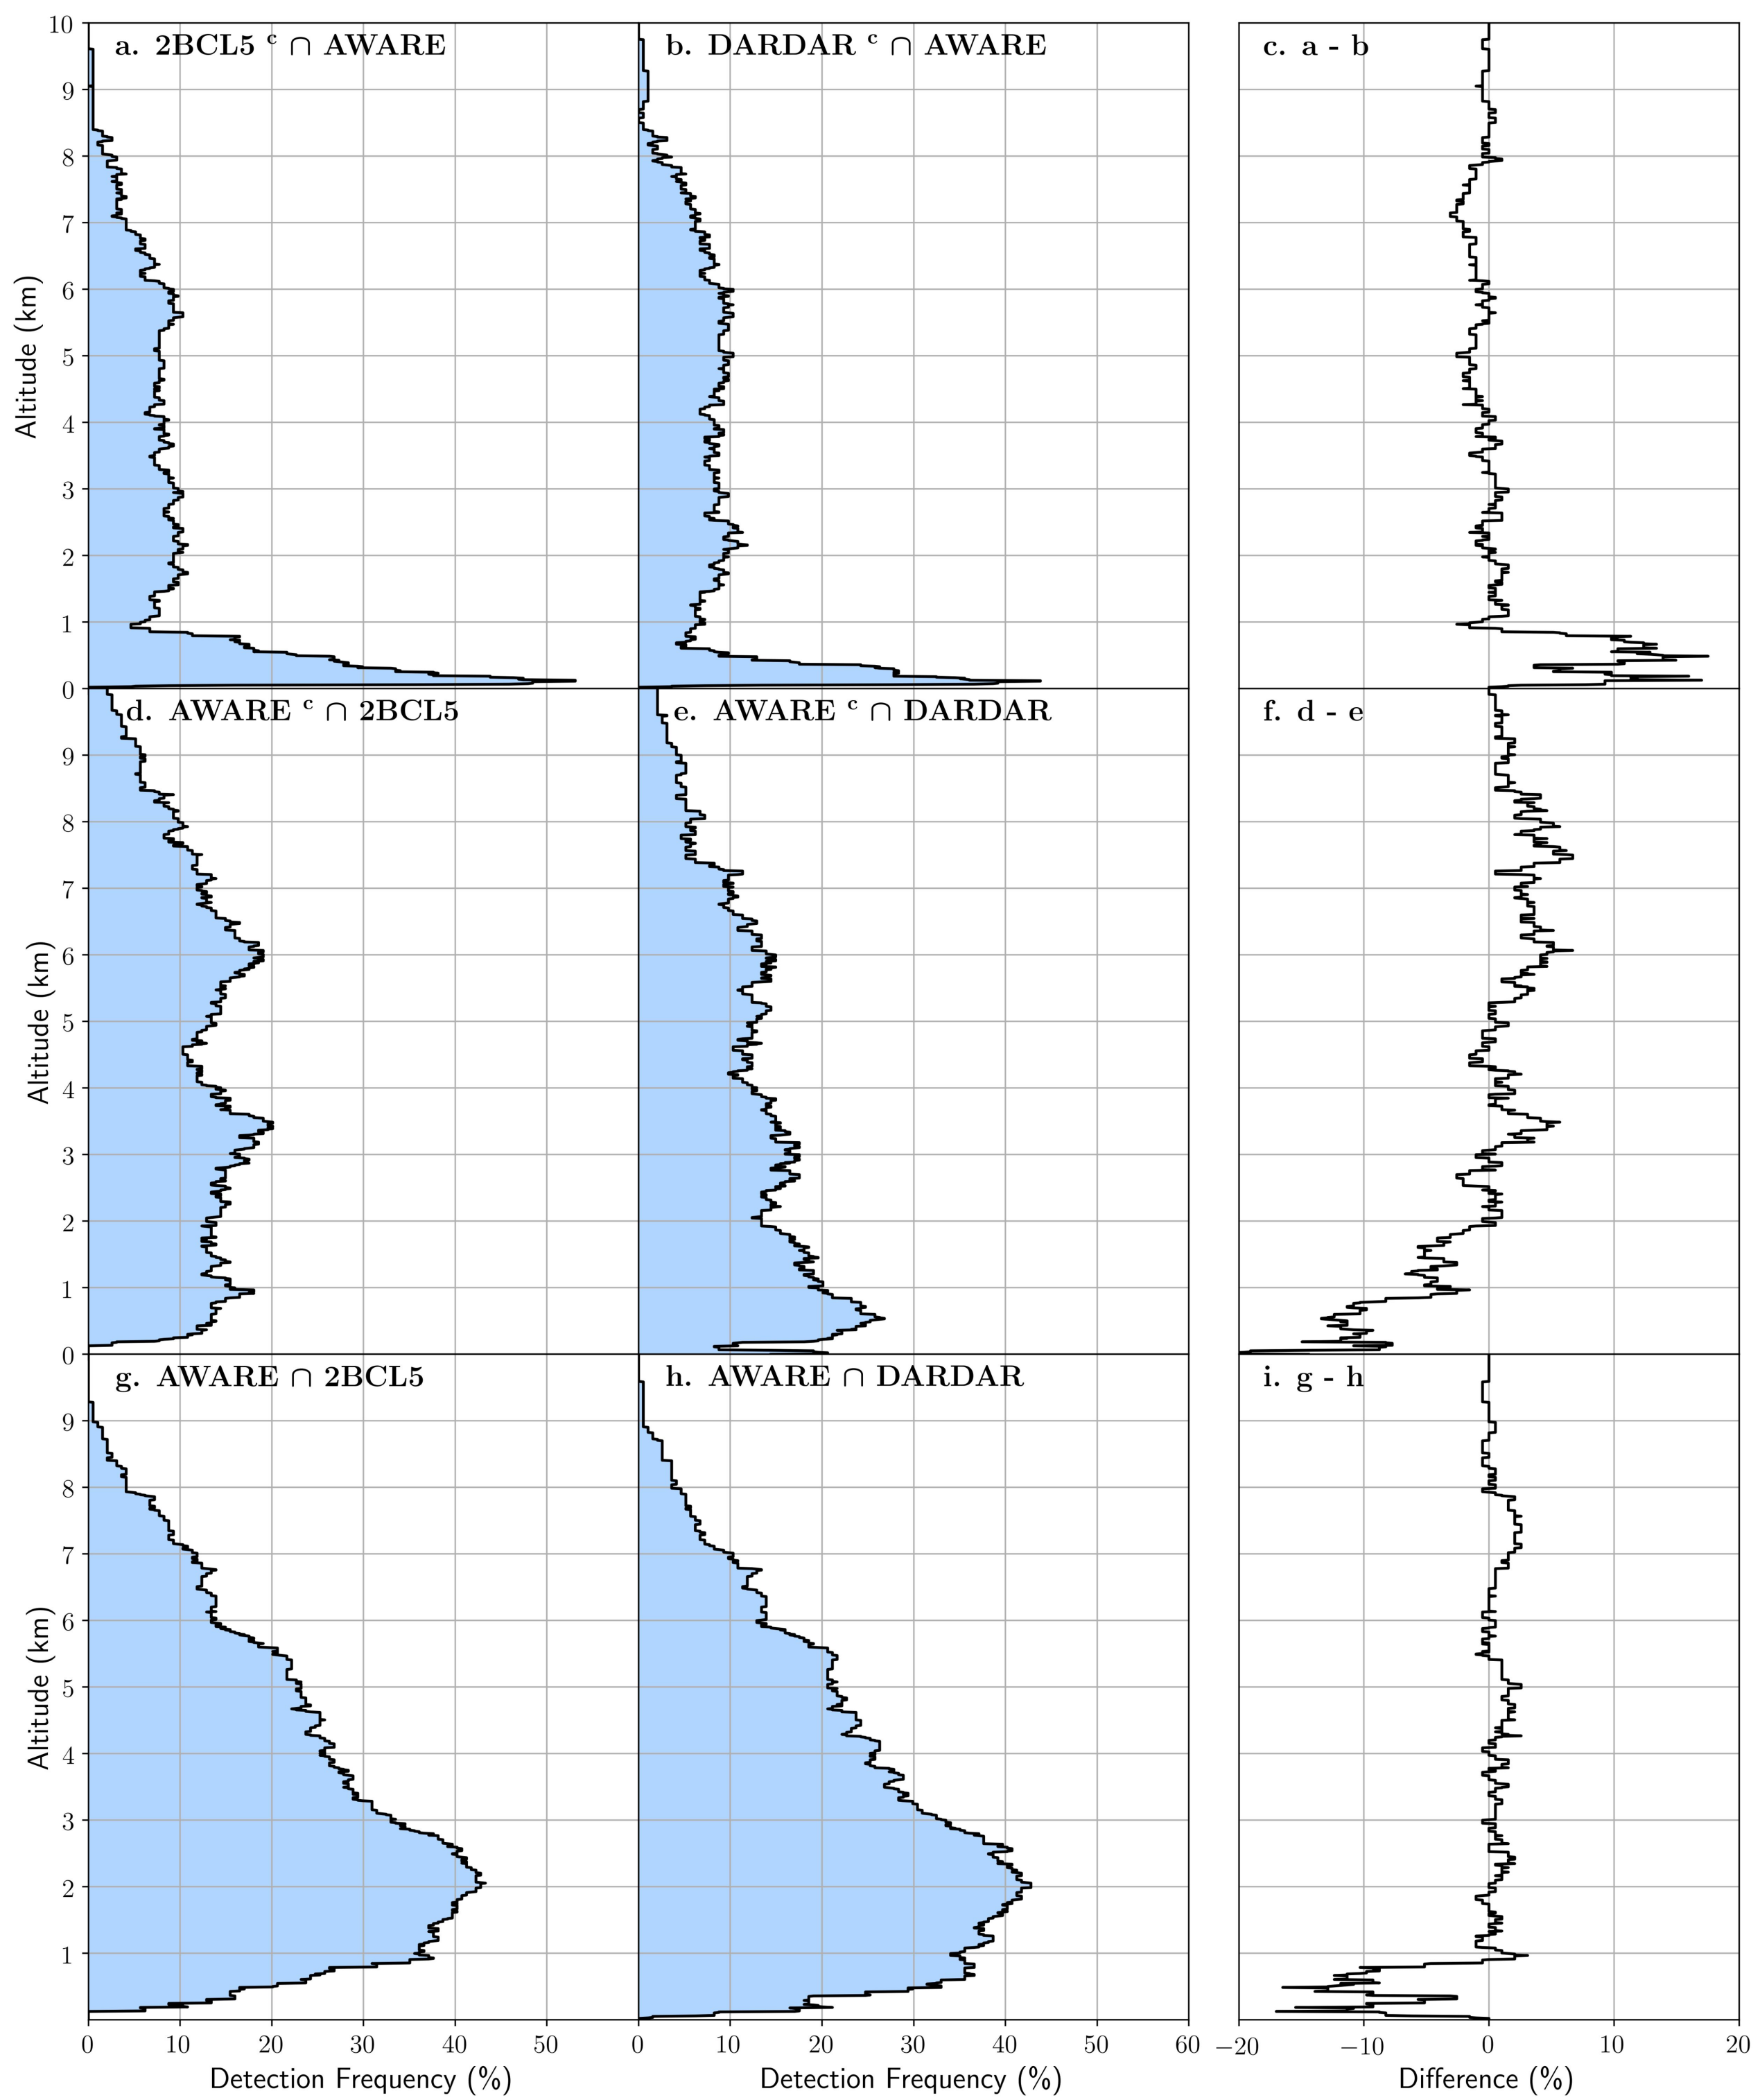 a. 2BCL5 ᶜ ∩ AWARE
b. DARDAR ᶜ ∩ AWARE
c. a - b
10
9
8
7
6
5
4
3
2
1
0
Altitude (km)
d. AWARE ᶜ ∩ 2BCL5
e. AWARE ᶜ ∩ DARDAR
f. d - e
9
8
7
6
5
4
3
2
1
0
Altitude (km)
g. AWARE ∩ 2BCL5
h. AWARE ∩ DARDAR
i. g - h
9
8
7
6
5
4
3
2
1
Altitude (km)
0 10 20 30 40 50
0 10 20 30 40 50 60
−20 −10 0 10 20
Detection Frequency (%)
Detection Frequency (%)
Difference (%)